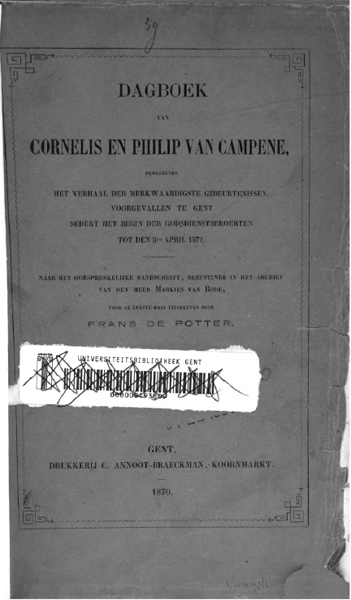 59
DAGBOEK
VAN
CORNELIS EN PHILIP VAN CAMPENE,
BEHELZENDE
HET VERHAAL DER MERKWAARDIGSTE GEBEURTENISSEN,
VOORGEVALLEN TE GENT
SEDERT HET BEGIN DER GODSDIENSTBEROERTEN
TOT DEN 5en APRIL 1571.
NAAR HET OORSPRONKELIJKE HANDSCHRIFT, BERUSTENDE IN HET ARCHIEF
VAN DEN HEER MARKIES VAN RODE,
VOOR DE EERSTE MAAL UITGEGEVEN DOOR
FRANS DE POTTER.
UNIVERSITEITSBIBLIOTHEEK GENT
GENT,
DRUKKERIJ C. ANNOOT-BRAECKMAN, KOORNMARKT.
1870.